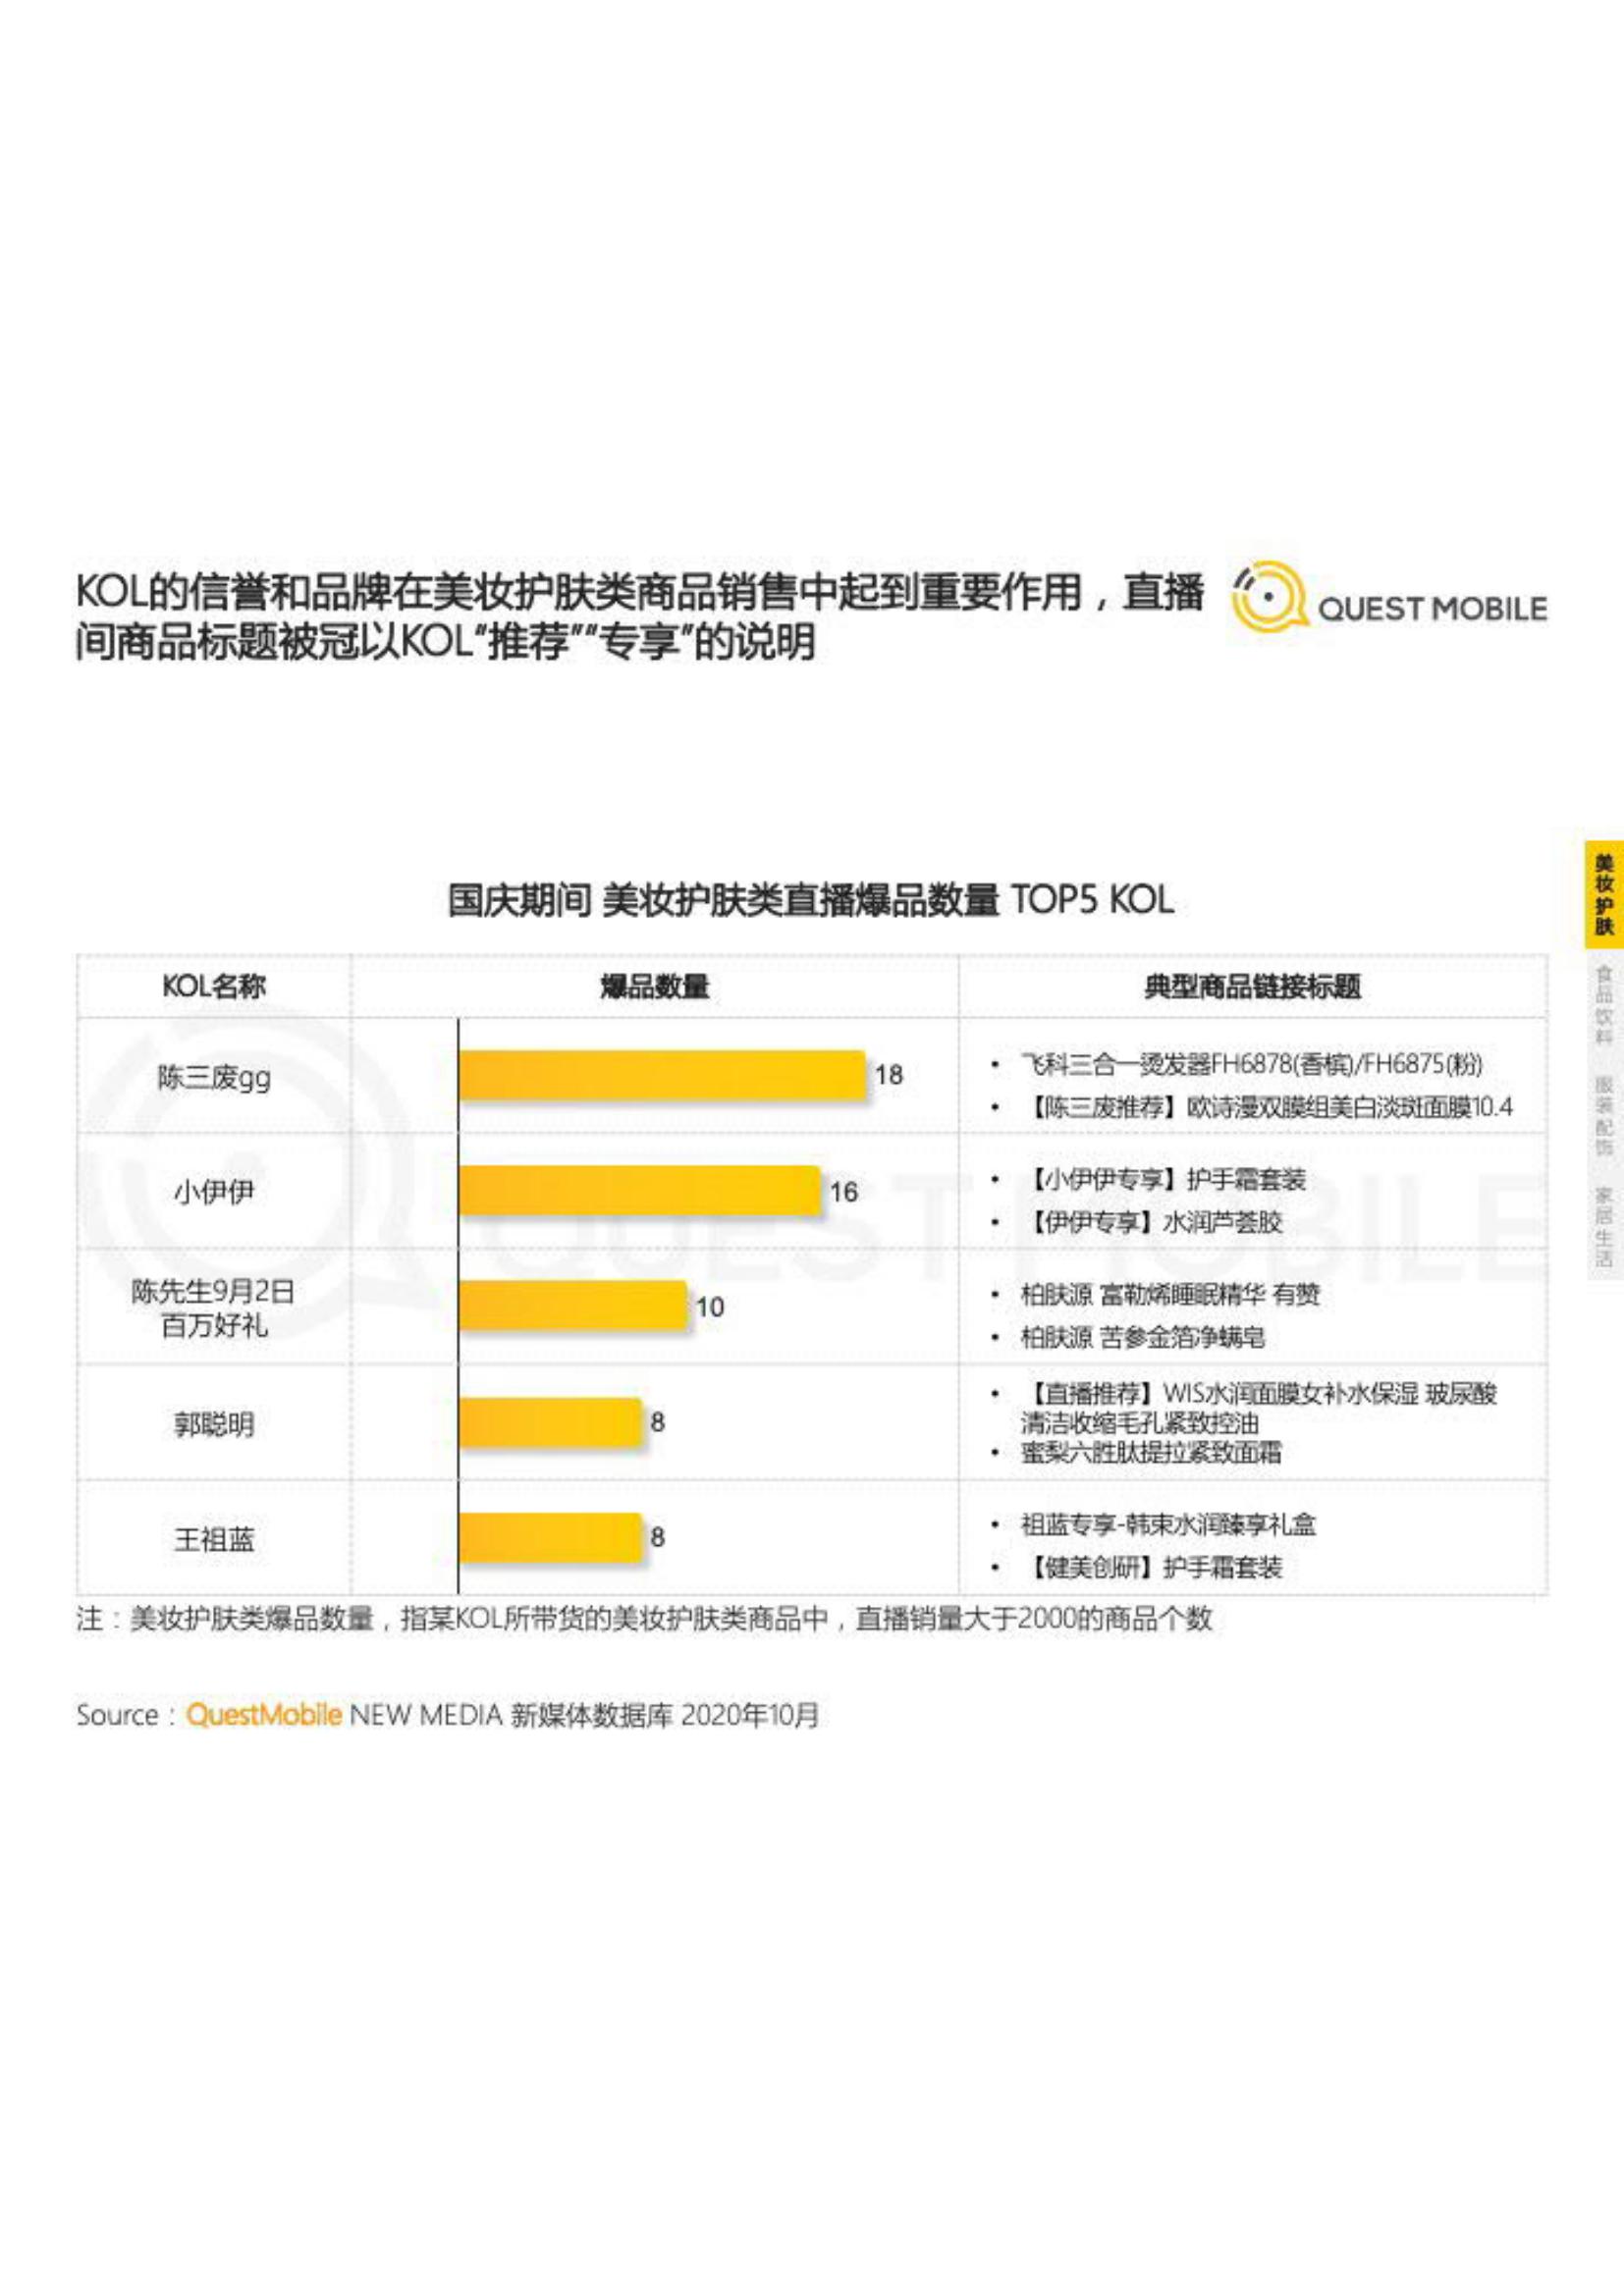 KOL的信誉和品牌在美妆护肤类商品销售中起到重要作用，直播
间商品标题被冠以KOL"推荐""专享"的说明
QUEST MOBILE
国庆期间 美妆护肤类直播爆品数量 TOP5 KOL
KOL名称
爆品数量
典型商品链接标题
陈三废gg
18
• 飞科三合一烫发器FH6878(香槟)/FH6875(粉)
• 【陈三废推荐】欧诗漫双膜组美白淡斑面膜10.4
小伊伊
16
• 【小伊伊专享】护手霜套装
• 【伊伊专享】水润芦荟胶
陈先生9月2日
百万好礼
10
• 柏肤源 富勒烯睡眠精华 有赞
• 柏肤源 苦参金箔净螨皂
郭聪明
8
• 【直播推荐】WIS水润面膜女补水保湿 玻尿酸
清洁收缩毛孔紧致控油
• 蜜梨六胜肽提拉紧致面霜
王祖蓝
8
• 祖蓝专享-韩束水润臻享礼盒
• 【健美创研】护手霜套装
注：美妆护肤类爆品数量，指某KOL所带货的美妆护肤类商品中，直播销量大于2000的商品个数
Source：QuestMobile NEW MEDIA 新媒体数据库 2020年10月
美妆护肤
食品饮料
服装配饰
家居生活
QUEST MOBILE